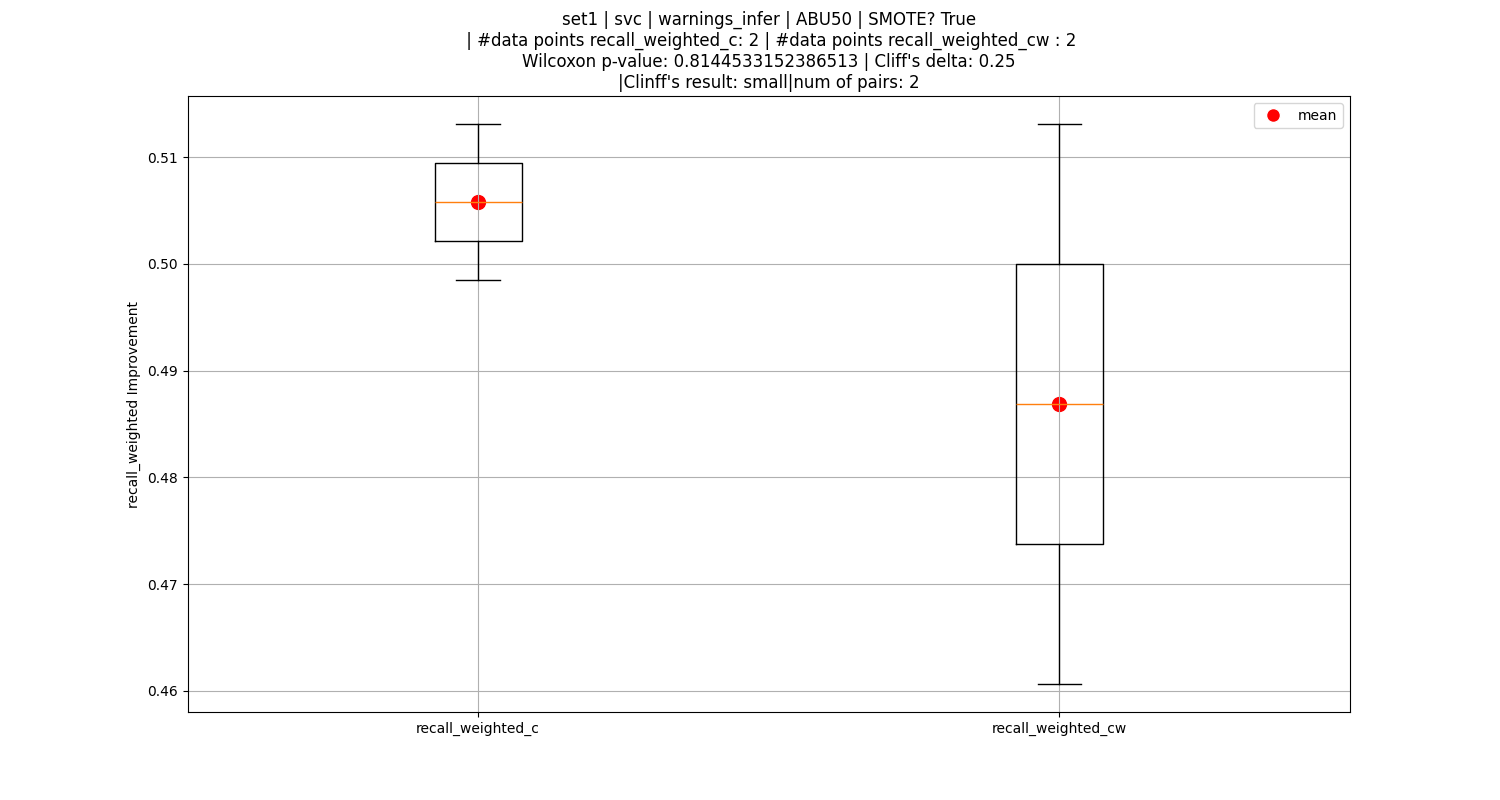 set1 | svc | warnings_infer | ABU50 | SMOTE? True
| #data points recall_weighted_c: 2 | #data points recall_weighted_cw : 2
Wilcoxon p-value: 0.8144533152386513 | Cliff's delta: 0.25
|Clinff's result: small|num of pairs: 2
mean
0.51
0.50
0.49
0.48
0.47
0.46
recall_weighted Improvement
recall_weighted_c
recall_weighted_cw